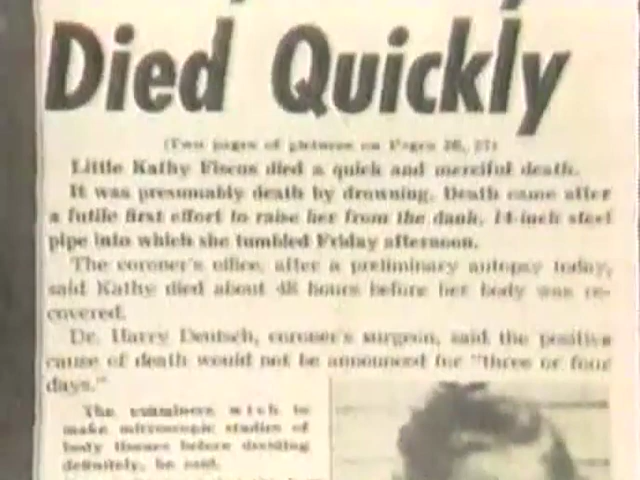 Died Quickly
(Two pages of pictures on Pages 26, 27)
Little Kathy Fiscus died a quick and merciful death.
It was presumably death by drowning. Death came after
a futile first effort to raise her from the dank, 14-inch steel
pipe into which she tumbled Friday afternoon.
The coroner's office, after a preliminary autopsy today,
said Kathy died about 48 hours before her body was re-
covered.
Dr. Harry Deutsch, coroner's surgeon, said the positive
cause of death would not be announced for "three or four
days."
The examiners wish to
make microscopic studies of
body tissues before deciding
definitely, he said.